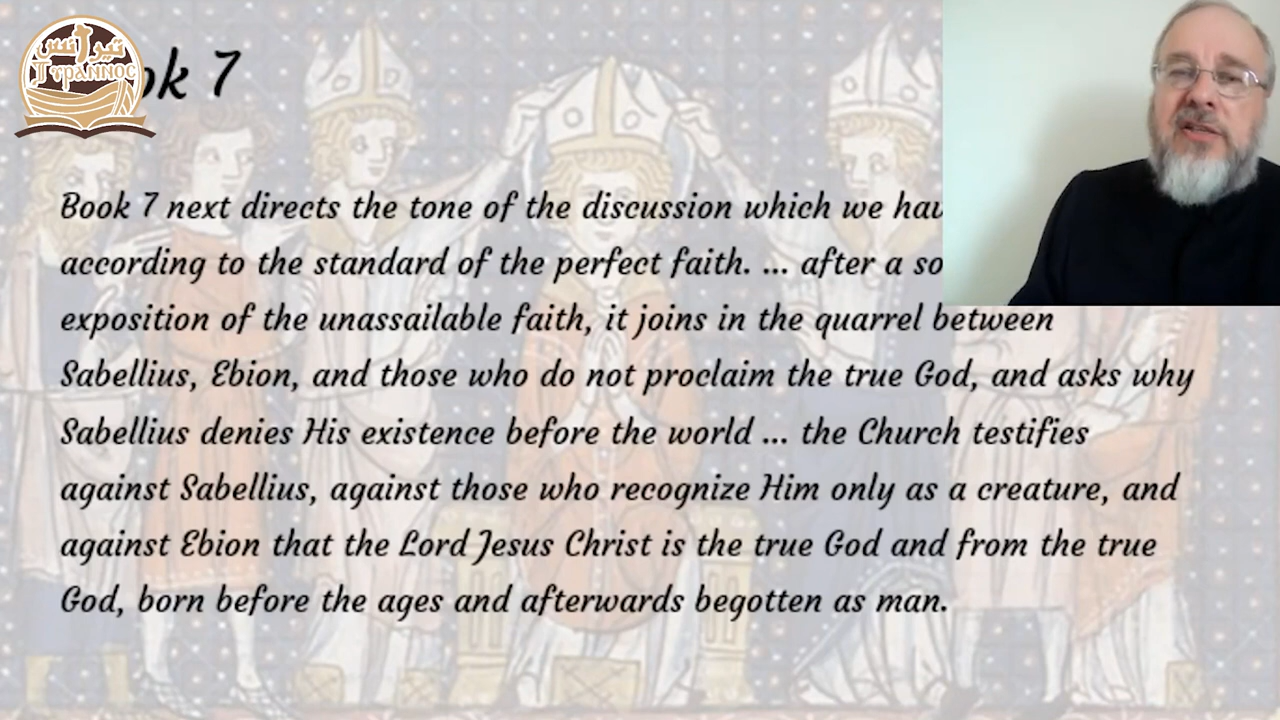 تيرانس
Τύραννος
ok 7
Book 7 next directs the tone of the discussion which we hav
according to the standard of the perfect faith. ... after a so
exposition of the unassailable faith, it joins in the quarrel between
Sabellius, Ebion, and those who do not proclaim the true God, and asks why
Sabellius denies His existence before the world ... the Church testifies
against Sabellius, against those who recognize Him only as a creature, and
against Ebion that the Lord Jesus Christ is the true God and from the true
God, born before the ages and afterwards begotten as man.